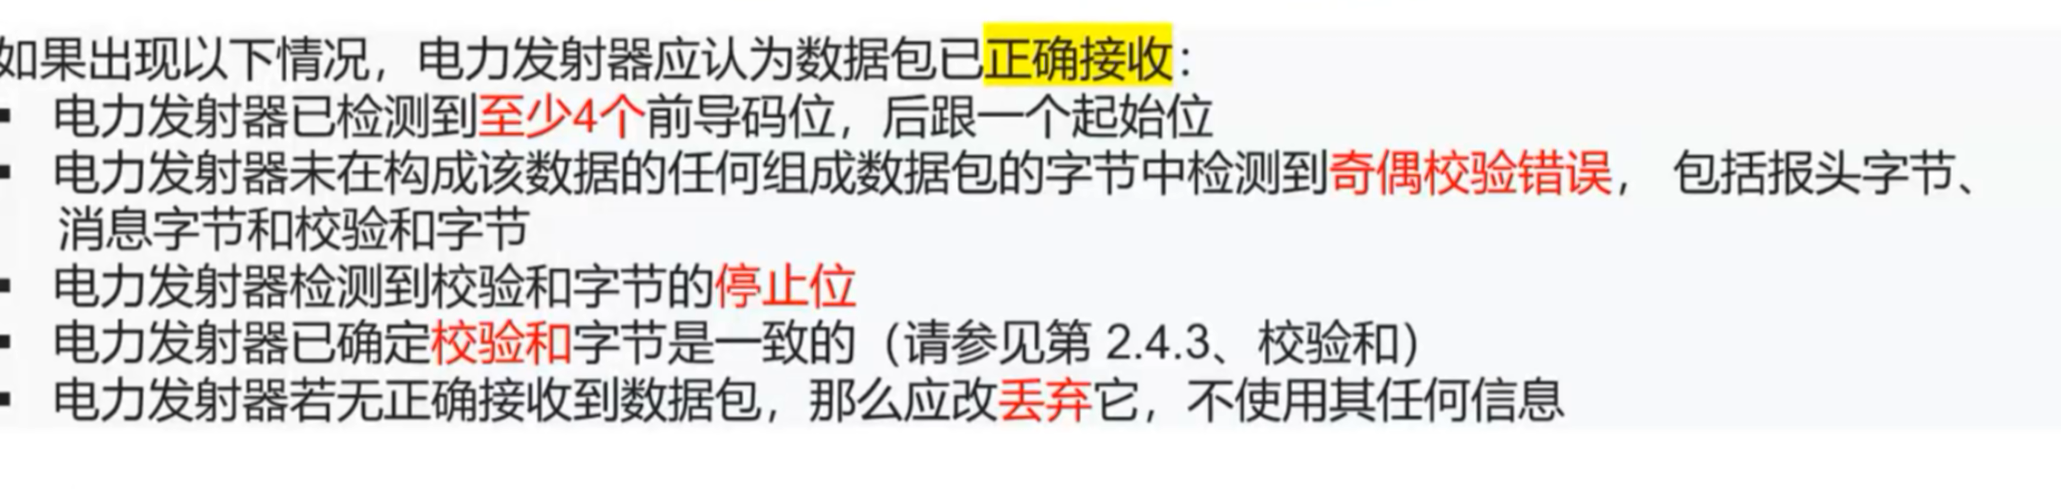 如果出现以下情况，电力发射器应认为数据包已正确接收：
▪ 电力发射器已检测到至少4个前导码位，后跟一个起始位
▪ 电力发射器未在构成该数据的任何组成数据包的字节中检测到奇偶校验错误， 包括报头字节、
消息字节和校验和字节
▪ 电力发射器检测到校验和字节的停止位
▪ 电力发射器已确定校验和字节是一致的（请参见第 2.4.3、校验和）
▪ 电力发射器若无正确接收到数据包，那么应改丢弃它，不使用其任何信息